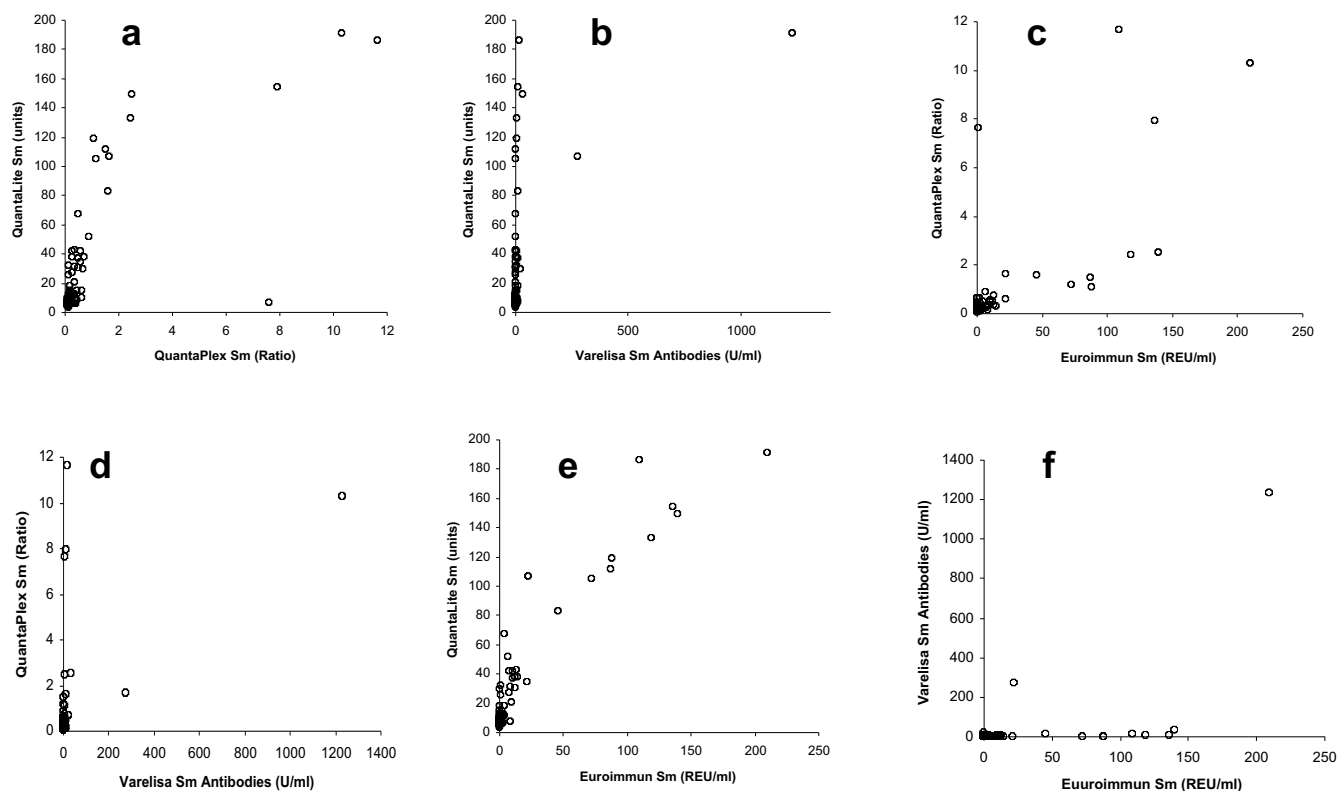 a
200
180
160
140
120
100
80
60
40
20
0
QuantaLite Sm (units)
0 2 4 6 8 10 12
QuantaPlex Sm (Ratio)
b
200
180
160
140
120
100
80
60
40
20
0
QuantaLite Sm (units)
0 500 1000
Varelisa Sm Antibodies (U/ml)
c
12
10
8
6
4
2
0
QuantaPlex Sm (Ratio)
0 50 100 150 200 250
Euroimmun Sm (REU/ml)
d
12
10
8
6
4
2
0
QuantaPlex Sm (Ratio)
0 200 400 600 800 1000 1200 1400
Varelisa Sm Antibodies (U/ml)
e
200
180
160
140
120
100
80
60
40
20
0
QuantaLite Sm (units)
0 50 100 150 200 250
Euroimmun Sm (REU/ml)
f
1400
1200
1000
800
600
400
200
0
Varelisa Sm Antibodies (U/ml)
0 50 100 150 200 250
Euuroimmun Sm (REU/ml)